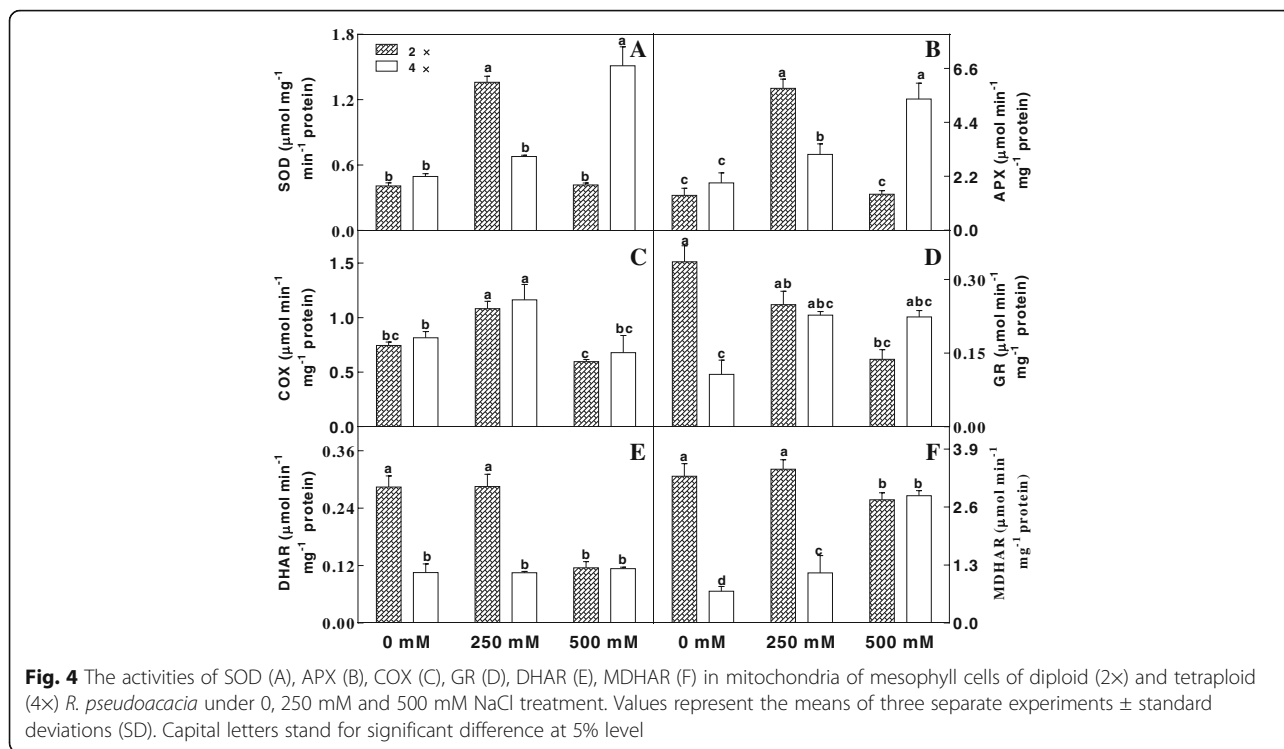 1.8
1.2
0.6
0.0
SOD (µmol mg⁻¹
min⁻¹ protein)
2 ×
4 ×
A
b
b
a
b
b
a
B
c
c
a
b
c
a
6.6
4.4
2.2
0.0
APX (µmol min⁻¹
mg⁻¹ protein)
1.5
1.0
0.5
0.0
COX (µmol min⁻¹
mg⁻¹ protein)
C
bc
b
a
a
c
bc
D
a
c
ab
abc
bc
abc
0.30
0.15
0.00
GR (µmol min⁻¹
mg⁻¹ protein)
0.36
0.24
0.12
0.00
DHAR (µmol min⁻¹
mg⁻¹ protein)
E
a
b
a
b
b
b
F
a
d
a
c
b
b
3.9
2.6
1.3
0.0
MDHAR (µmol min⁻¹
mg⁻¹ protein)
0 mM 250 mM 500 mM 0 mM 250 mM 500 mM
Fig. 4 The activities of SOD (A), APX (B), COX (C), GR (D), DHAR (E), MDHAR (F) in mitochondria of mesophyll cells of diploid (2×) and tetraploid
(4×) R. pseudoacacia under 0, 250 mM and 500 mM NaCl treatment. Values represent the means of three separate experiments ± standard
deviations (SD). Capital letters stand for significant difference at 5% level